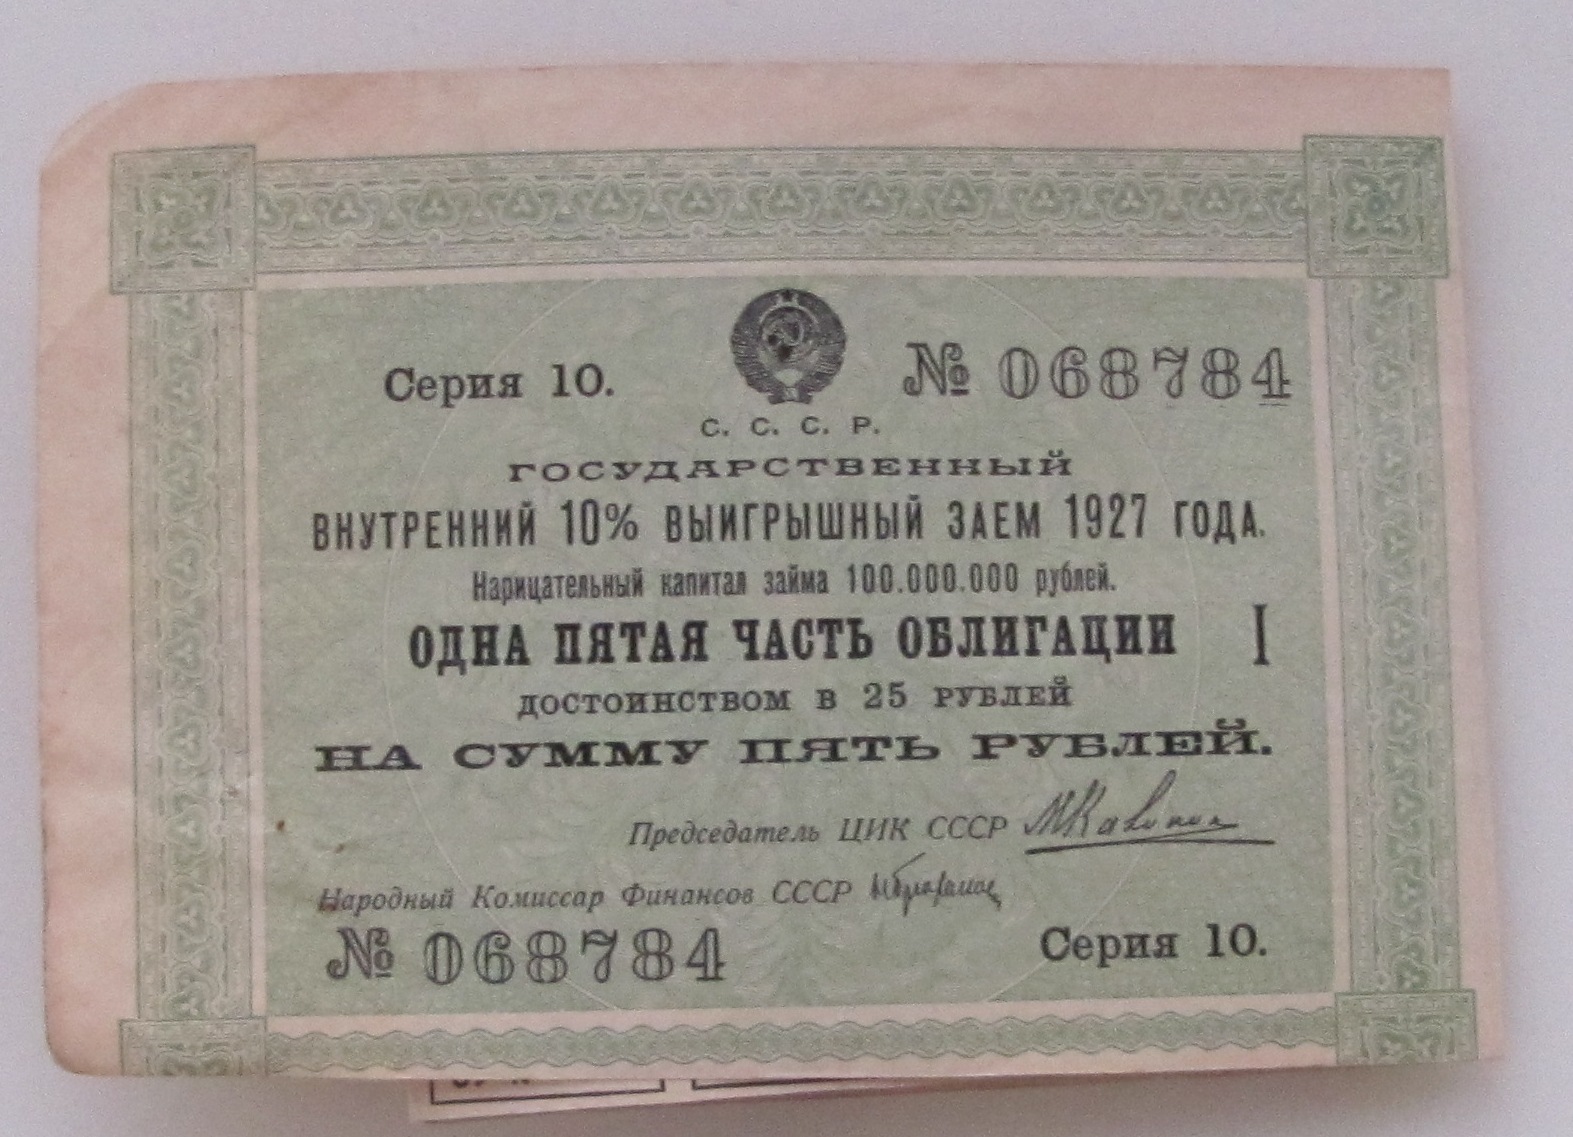 Серия 10.
№ 068784
С. С. С. Р.
ГОСУДАРСТВЕННЫЙ
ВНУТРЕННИЙ 10% ВЫИГРЫШНЫЙ ЗАЕМ 1927 ГОДА.
Нарицательный капитал займа 100.000.000 рублей.
ОДНА ПЯТАЯ ЧАСТЬ ОБЛИГАЦИИ I
ДОСТОИНСТВОМ В 25 РУБЛЕЙ
НА СУММУ ПЯТЬ РУБЛЕЙ.
Председатель ЦИК СССР МКалинин
Народный Комиссар Финансов СССР
№ 068784
Серия 10.